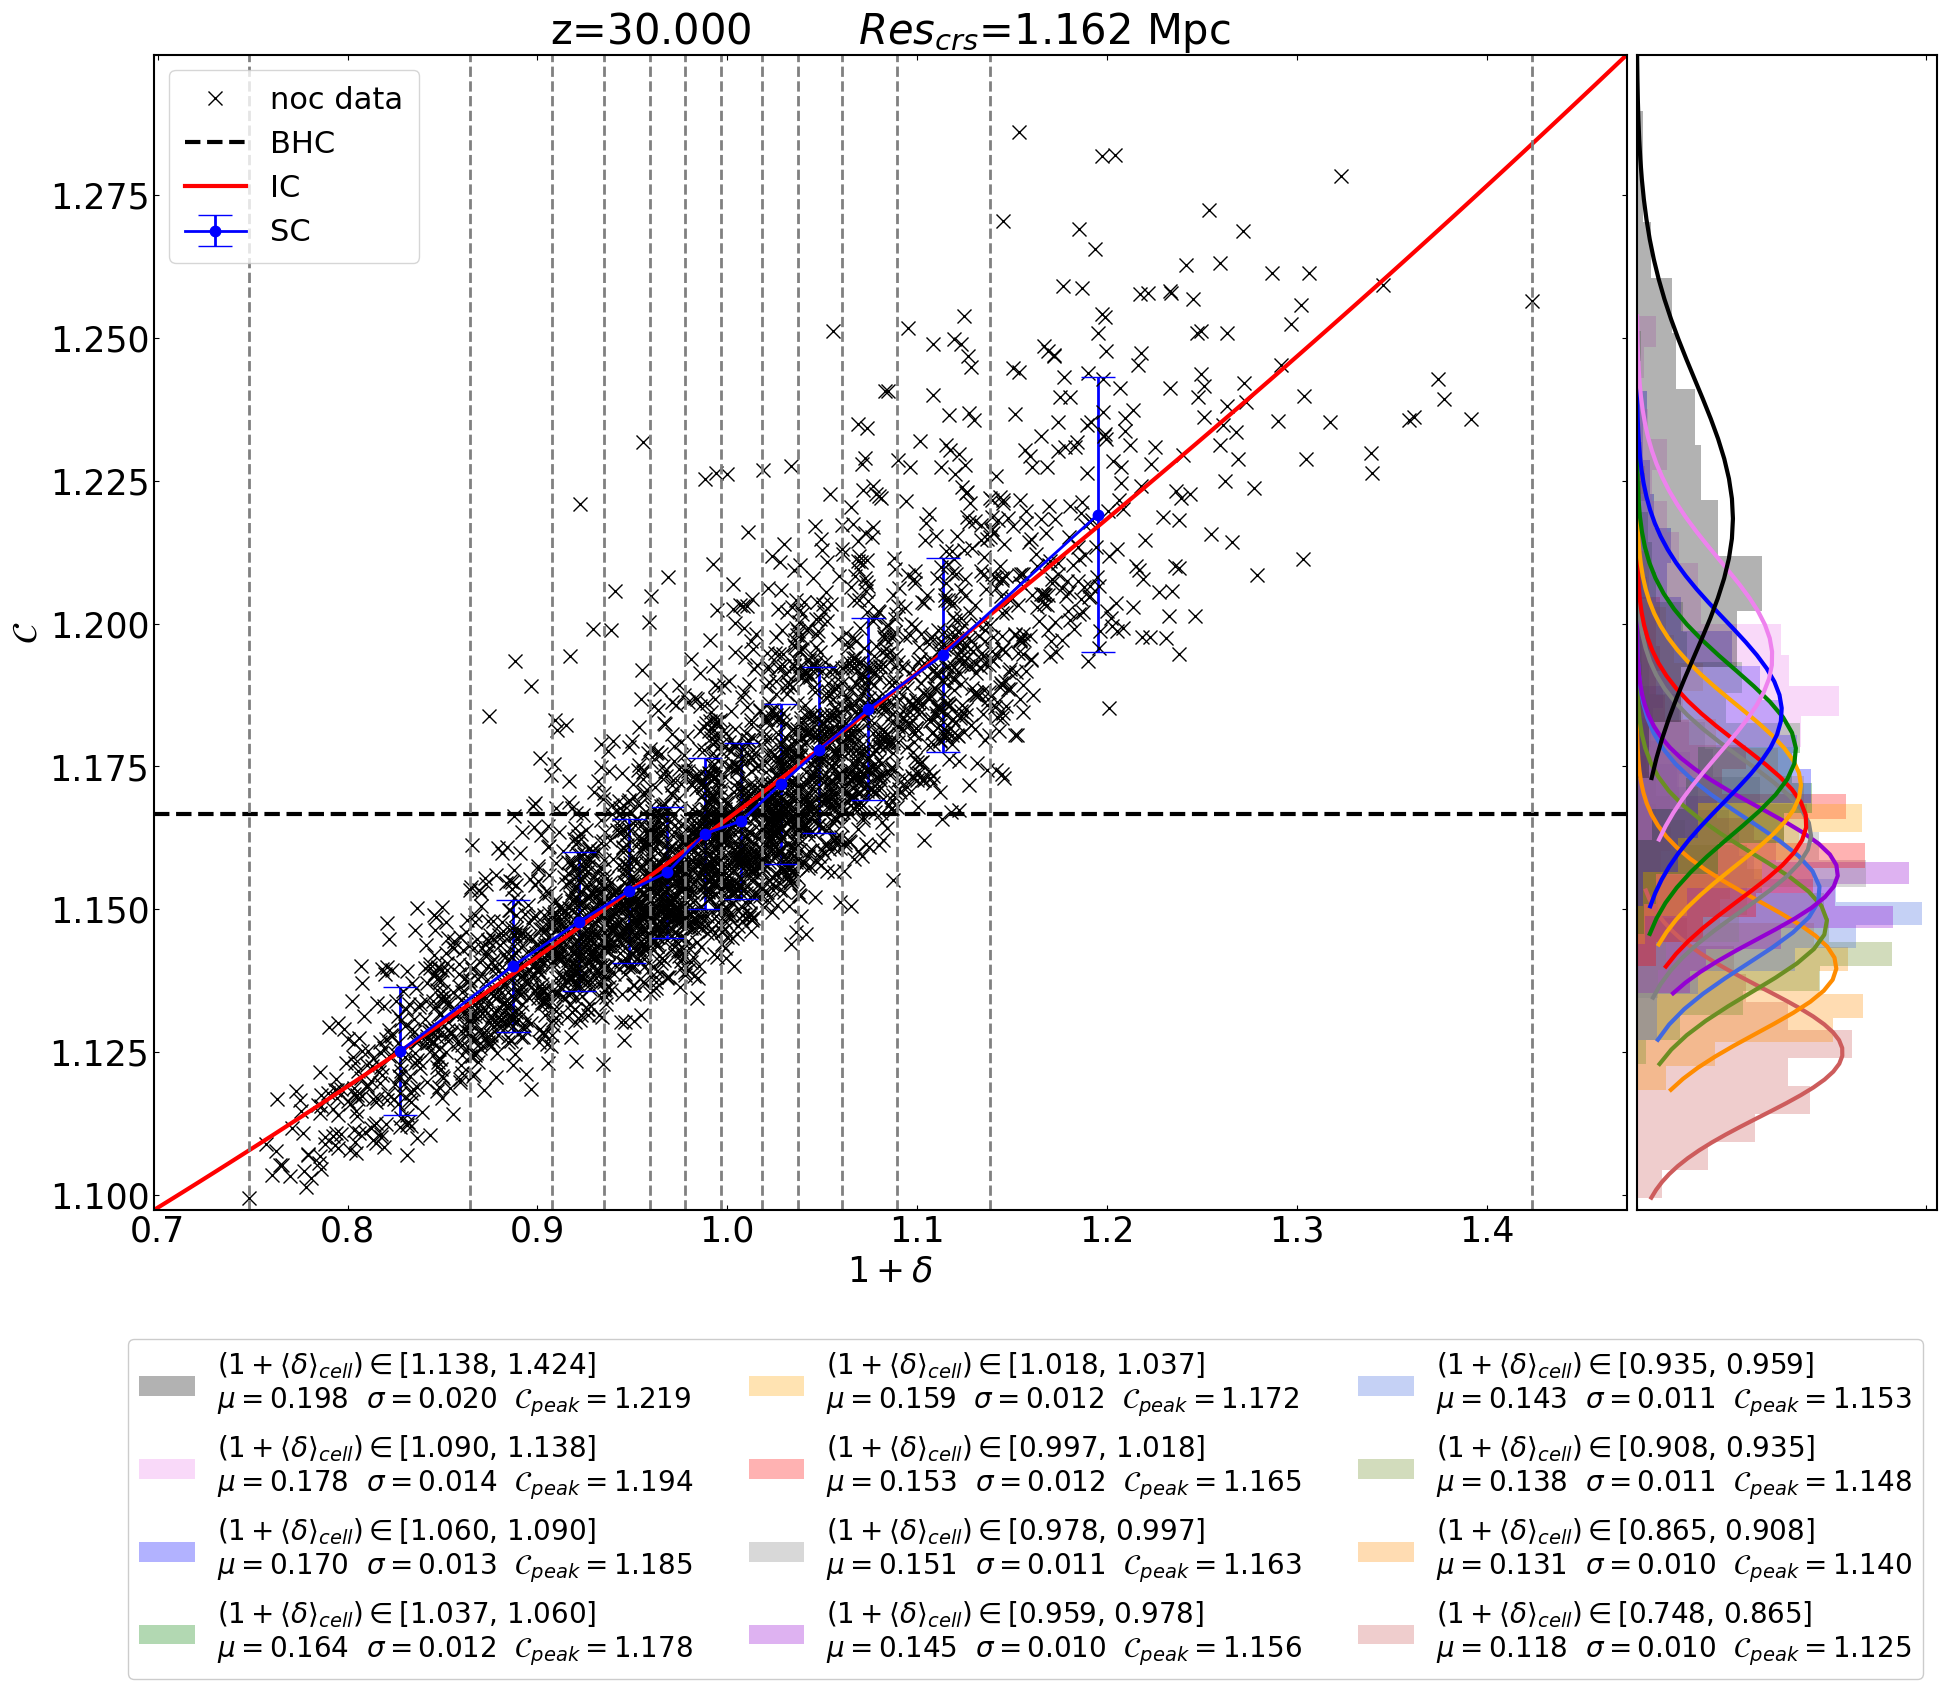 z=30.000 Res_crs=1.162 Mpc
noc data
BHC
IC
SC
1.275
1.250
1.225
1.200
1.175
1.150
1.125
1.100
𝒞
0.7 0.8 0.9 1.0 1.1 1.2 1.3 1.4
1 + δ
(1 + ⟨δ⟩_cell) ∈ [1.138, 1.424]
μ = 0.198 σ = 0.020 𝒞_peak = 1.219
(1 + ⟨δ⟩_cell) ∈ [1.090, 1.138]
μ = 0.178 σ = 0.014 𝒞_peak = 1.194
(1 + ⟨δ⟩_cell) ∈ [1.060, 1.090]
μ = 0.170 σ = 0.013 𝒞_peak = 1.185
(1 + ⟨δ⟩_cell) ∈ [1.037, 1.060]
μ = 0.164 σ = 0.012 𝒞_peak = 1.178
(1 + ⟨δ⟩_cell) ∈ [1.018, 1.037]
μ = 0.159 σ = 0.012 𝒞_peak = 1.172
(1 + ⟨δ⟩_cell) ∈ [0.997, 1.018]
μ = 0.153 σ = 0.012 𝒞_peak = 1.165
(1 + ⟨δ⟩_cell) ∈ [0.978, 0.997]
μ = 0.151 σ = 0.011 𝒞_peak = 1.163
(1 + ⟨δ⟩_cell) ∈ [0.959, 0.978]
μ = 0.145 σ = 0.010 𝒞_peak = 1.156
(1 + ⟨δ⟩_cell) ∈ [0.935, 0.959]
μ = 0.143 σ = 0.011 𝒞_peak = 1.153
(1 + ⟨δ⟩_cell) ∈ [0.908, 0.935]
μ = 0.138 σ = 0.011 𝒞_peak = 1.148
(1 + ⟨δ⟩_cell) ∈ [0.865, 0.908]
μ = 0.131 σ = 0.010 𝒞_peak = 1.140
(1 + ⟨δ⟩_cell) ∈ [0.748, 0.865]
μ = 0.118 σ = 0.010 𝒞_peak = 1.125